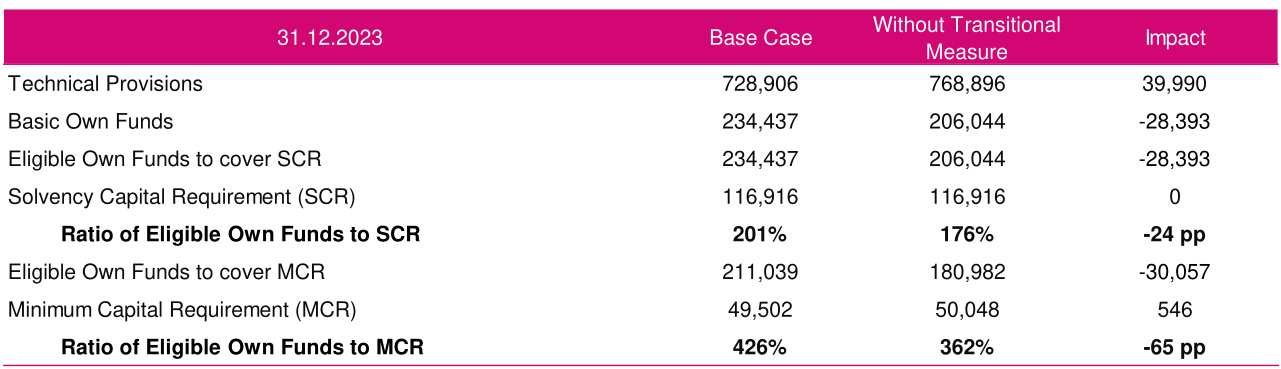 31.12.2023 Base Case Without Transitional Measure Impact
Technical Provisions 728,906 768,896 39,990
Basic Own Funds 234,437 206,044 -28,393
Eligible Own Funds to cover SCR 234,437 206,044 -28,393
Solvency Capital Requirement (SCR) 116,916 116,916 0
Ratio of Eligible Own Funds to SCR 201% 176% -24 pp
Eligible Own Funds to cover MCR 211,039 180,982 -30,057
Minimum Capital Requirement (MCR) 49,502 50,048 546
Ratio of Eligible Own Funds to MCR 426% 362% -65 pp